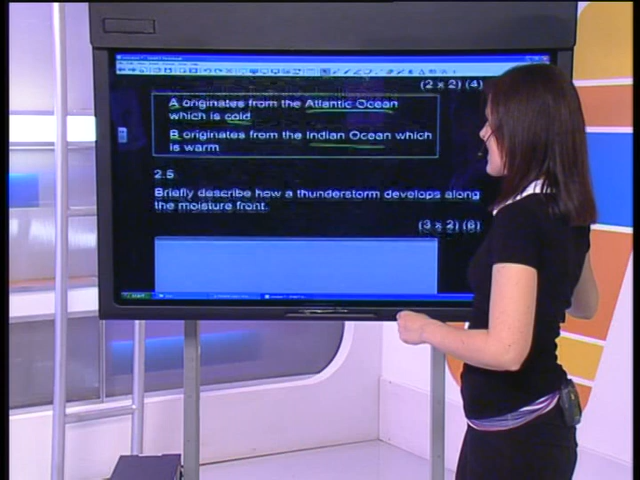 (2 x 2) (4)
A originates from the Atlantic Ocean
which is cold
B originates from the Indian Ocean which
is warm
2.5
Briefly describe how a thunderstorm develops along
the moisture front.
(3 x 2) (6)